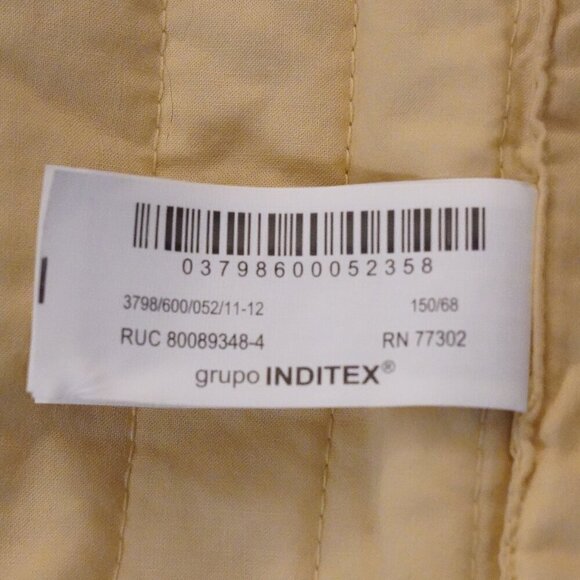 03798600052358
3798/600/052/11-12 150/68
RUC 80089348-4 RN 77302
grupo INDITEX®